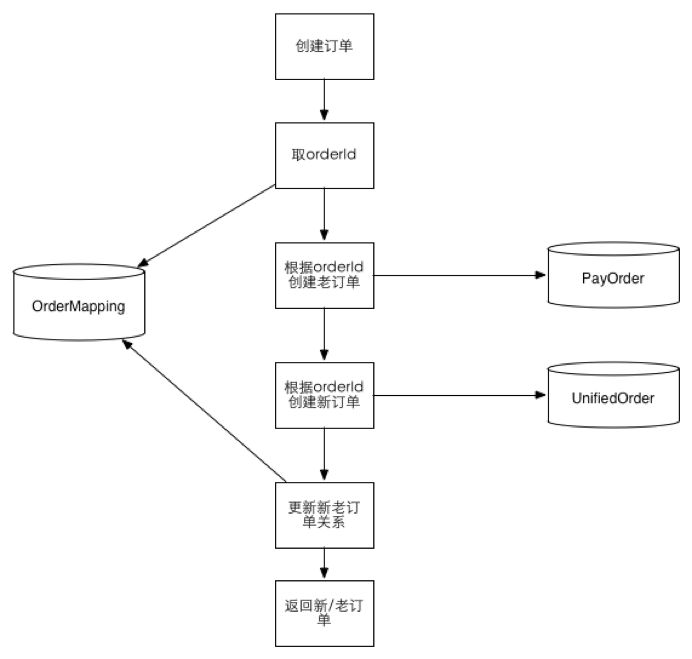 创建订单
取orderId
根据orderId
创建老订单
PayOrder
OrderMapping
根据orderId
创建新订单
UnifiedOrder
更新新老订
单关系
返回新/老订
单